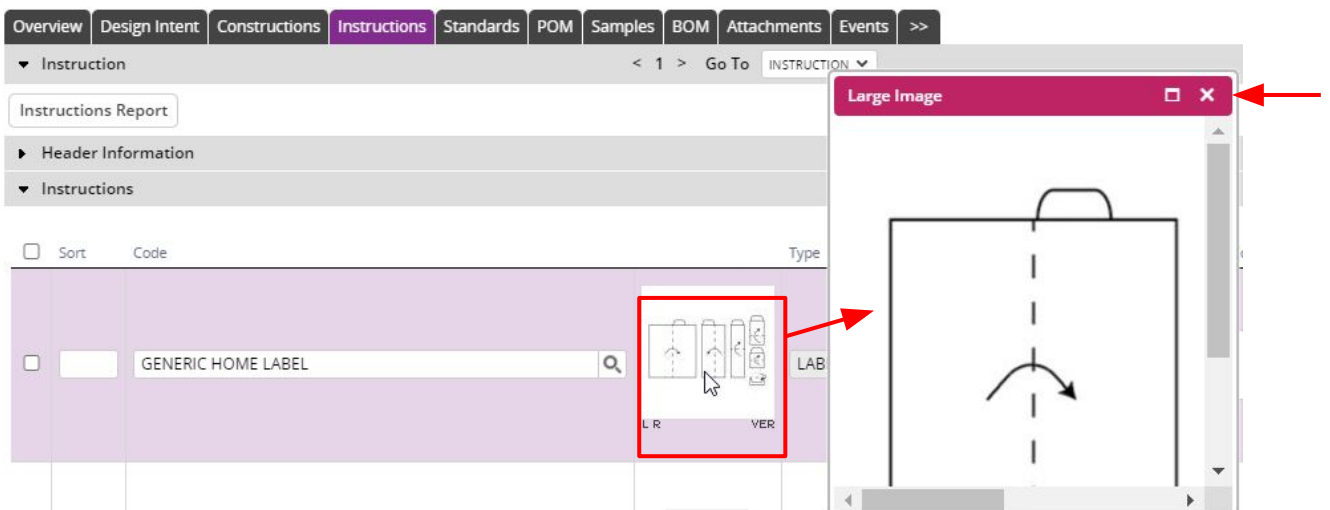 Overview Design Intent Constructions Instructions Standards POM Samples BOM Attachments Events >>
Instruction < 1 > Go To INSTRUCTION
Large Image
Instructions Report
Header Information
Instructions
Sort Code Type
GENERIC HOME LABEL LAB
L R VER